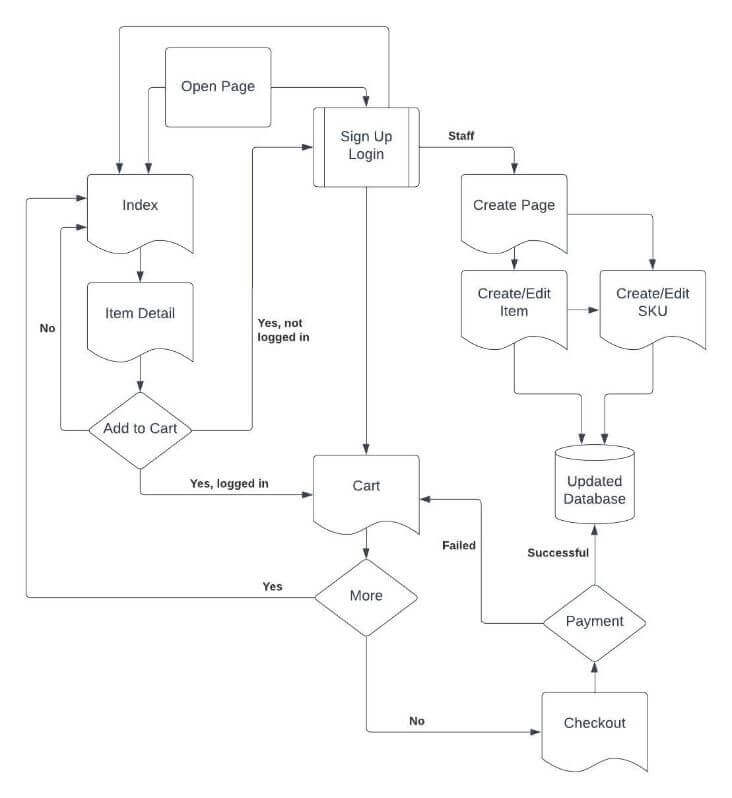 Open Page
Sign Up
Login
Staff
Index
Create Page
Item Detail
Create/Edit
Item
Create/Edit
SKU
No
Yes, not
logged in
Add to Cart
Yes, logged in
Cart
Updated
Database
Failed
Successful
Yes
More
Payment
No
Checkout